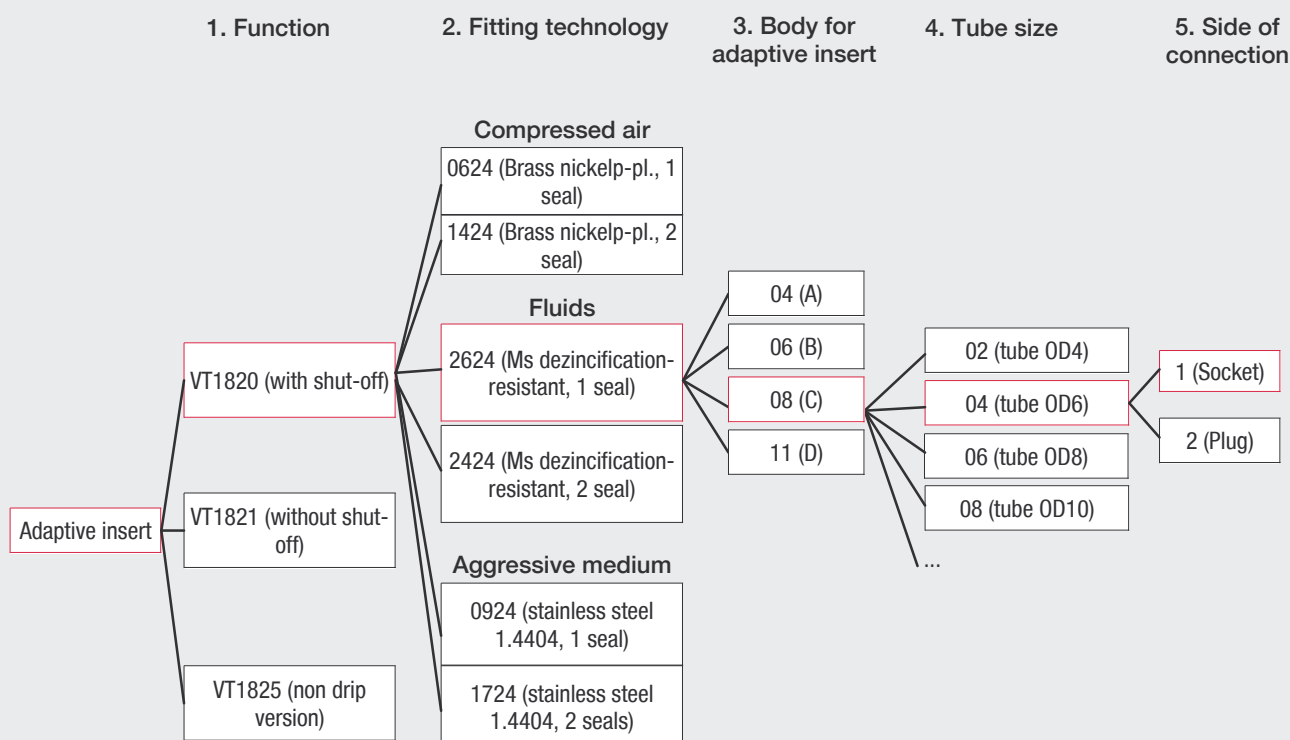 1. Function
2. Fitting technology
3. Body for
adaptive insert
4. Tube size
5. Side of
connection
Adaptive insert
VT1820 (with shut-off)
VT1821 (without shut-
off)
VT1825 (non drip
version)
Compressed air
0624 (Brass nickelp-pl., 1
seal)
1424 (Brass nickelp-pl., 2
seal)
Fluids
2624 (Ms dezincification-
resistant, 1 seal)
2424 (Ms dezincification-
resistant, 2 seal)
Aggressive medium
0924 (stainless steel
1.4404, 1 seal)
1724 (stainless steel
1.4404, 2 seals)
04 (A)
06 (B)
08 (C)
11 (D)
02 (tube OD4)
04 (tube OD6)
06 (tube OD8)
08 (tube OD10)
...
1 (Socket)
2 (Plug)